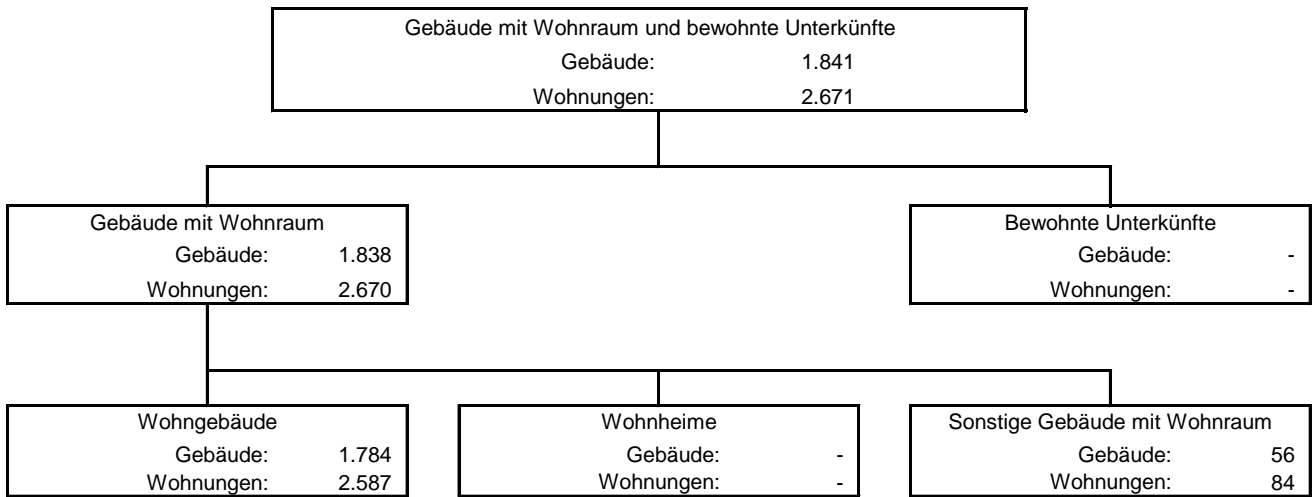 Gebäude mit Wohnraum und bewohnte Unterkünfte
Gebäude: 1.841
Wohnungen: 2.671
Gebäude mit Wohnraum
Gebäude: 1.838
Wohnungen: 2.670
Bewohnte Unterkünfte
Gebäude: -
Wohnungen: -
Wohngebäude
Gebäude: 1.784
Wohnungen: 2.587
Wohnheime
Gebäude: -
Wohnungen: -
Sonstige Gebäude mit Wohnraum
Gebäude: 56
Wohnungen: 84